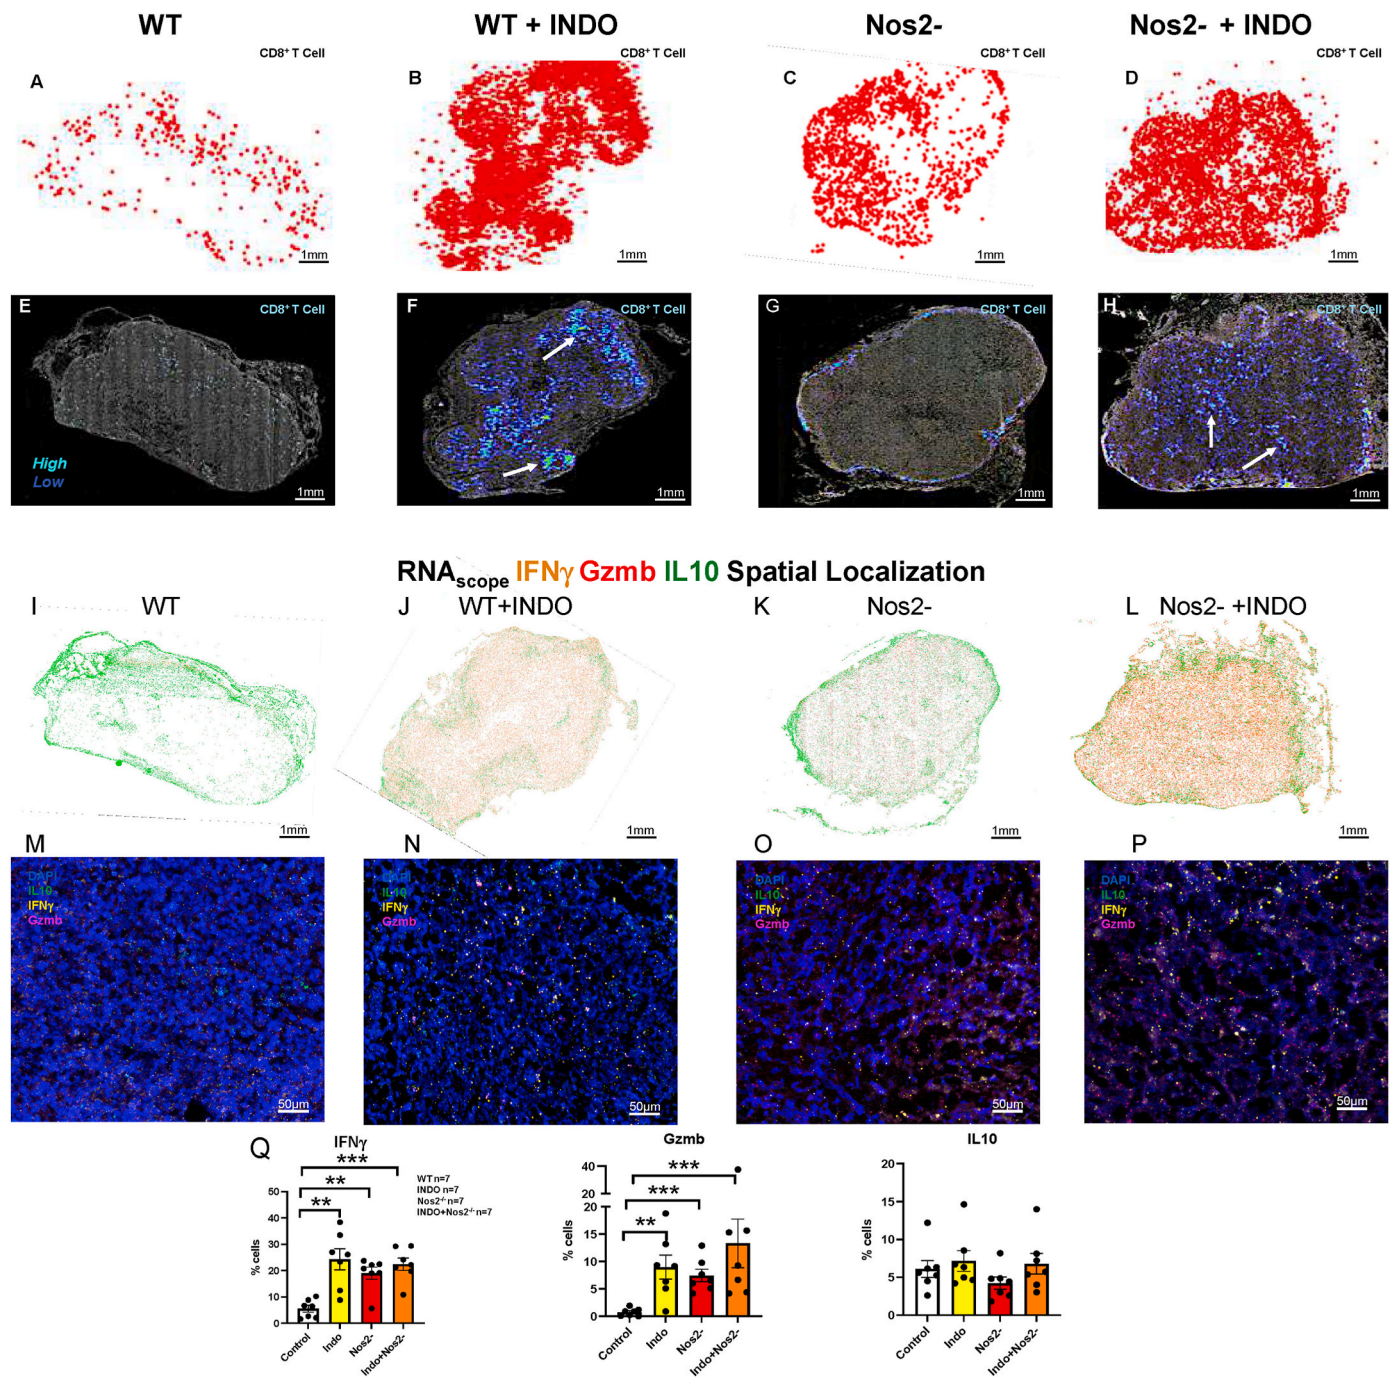 WT
WT + INDO
Nos2-
Nos2- + INDO
CD8⁺ T Cell
CD8⁺ T Cell
CD8⁺ T Cell
CD8⁺ T Cell
A
B
C
D
1mm
1mm
1mm
1mm
E
CD8⁺ T Cell
F
CD8⁺ T Cell
G
CD8⁺ T Cell
H
CD8⁺ T Cell
High
Low
1mm
1mm
1mm
1mm
RNAscope IFNγ Gzmb IL10 Spatial Localization
I WT
J WT+INDO
K Nos2-
L Nos2- +INDO
1mm
1mm
1mm
1mm
M
N
O
P
DAPI
IL10
IFNγ
Gzmb
50μm
DAPI
IL10
IFNγ
Gzmb
50μm
DAPI
IL10
IFNγ
Gzmb
50μm
DAPI
IL10
IFNγ
Gzmb
50μm
Q
IFNγ
***
**
**
WT n=7
INDO n=7
Nos2-/- n=7
INDO+Nos2-/- n=7
% cells
50
40
30
20
10
0
Control
Indo
Nos2-
Indo+Nos2-
Gzmb
***
***
**
% cells
40
20
20
15
10
5
0
Control
Indo
Nos2-
Indo+Nos2-
IL10
% cells
20
15
10
5
0
Control
Indo
Nos2-
Indo+Nos2-